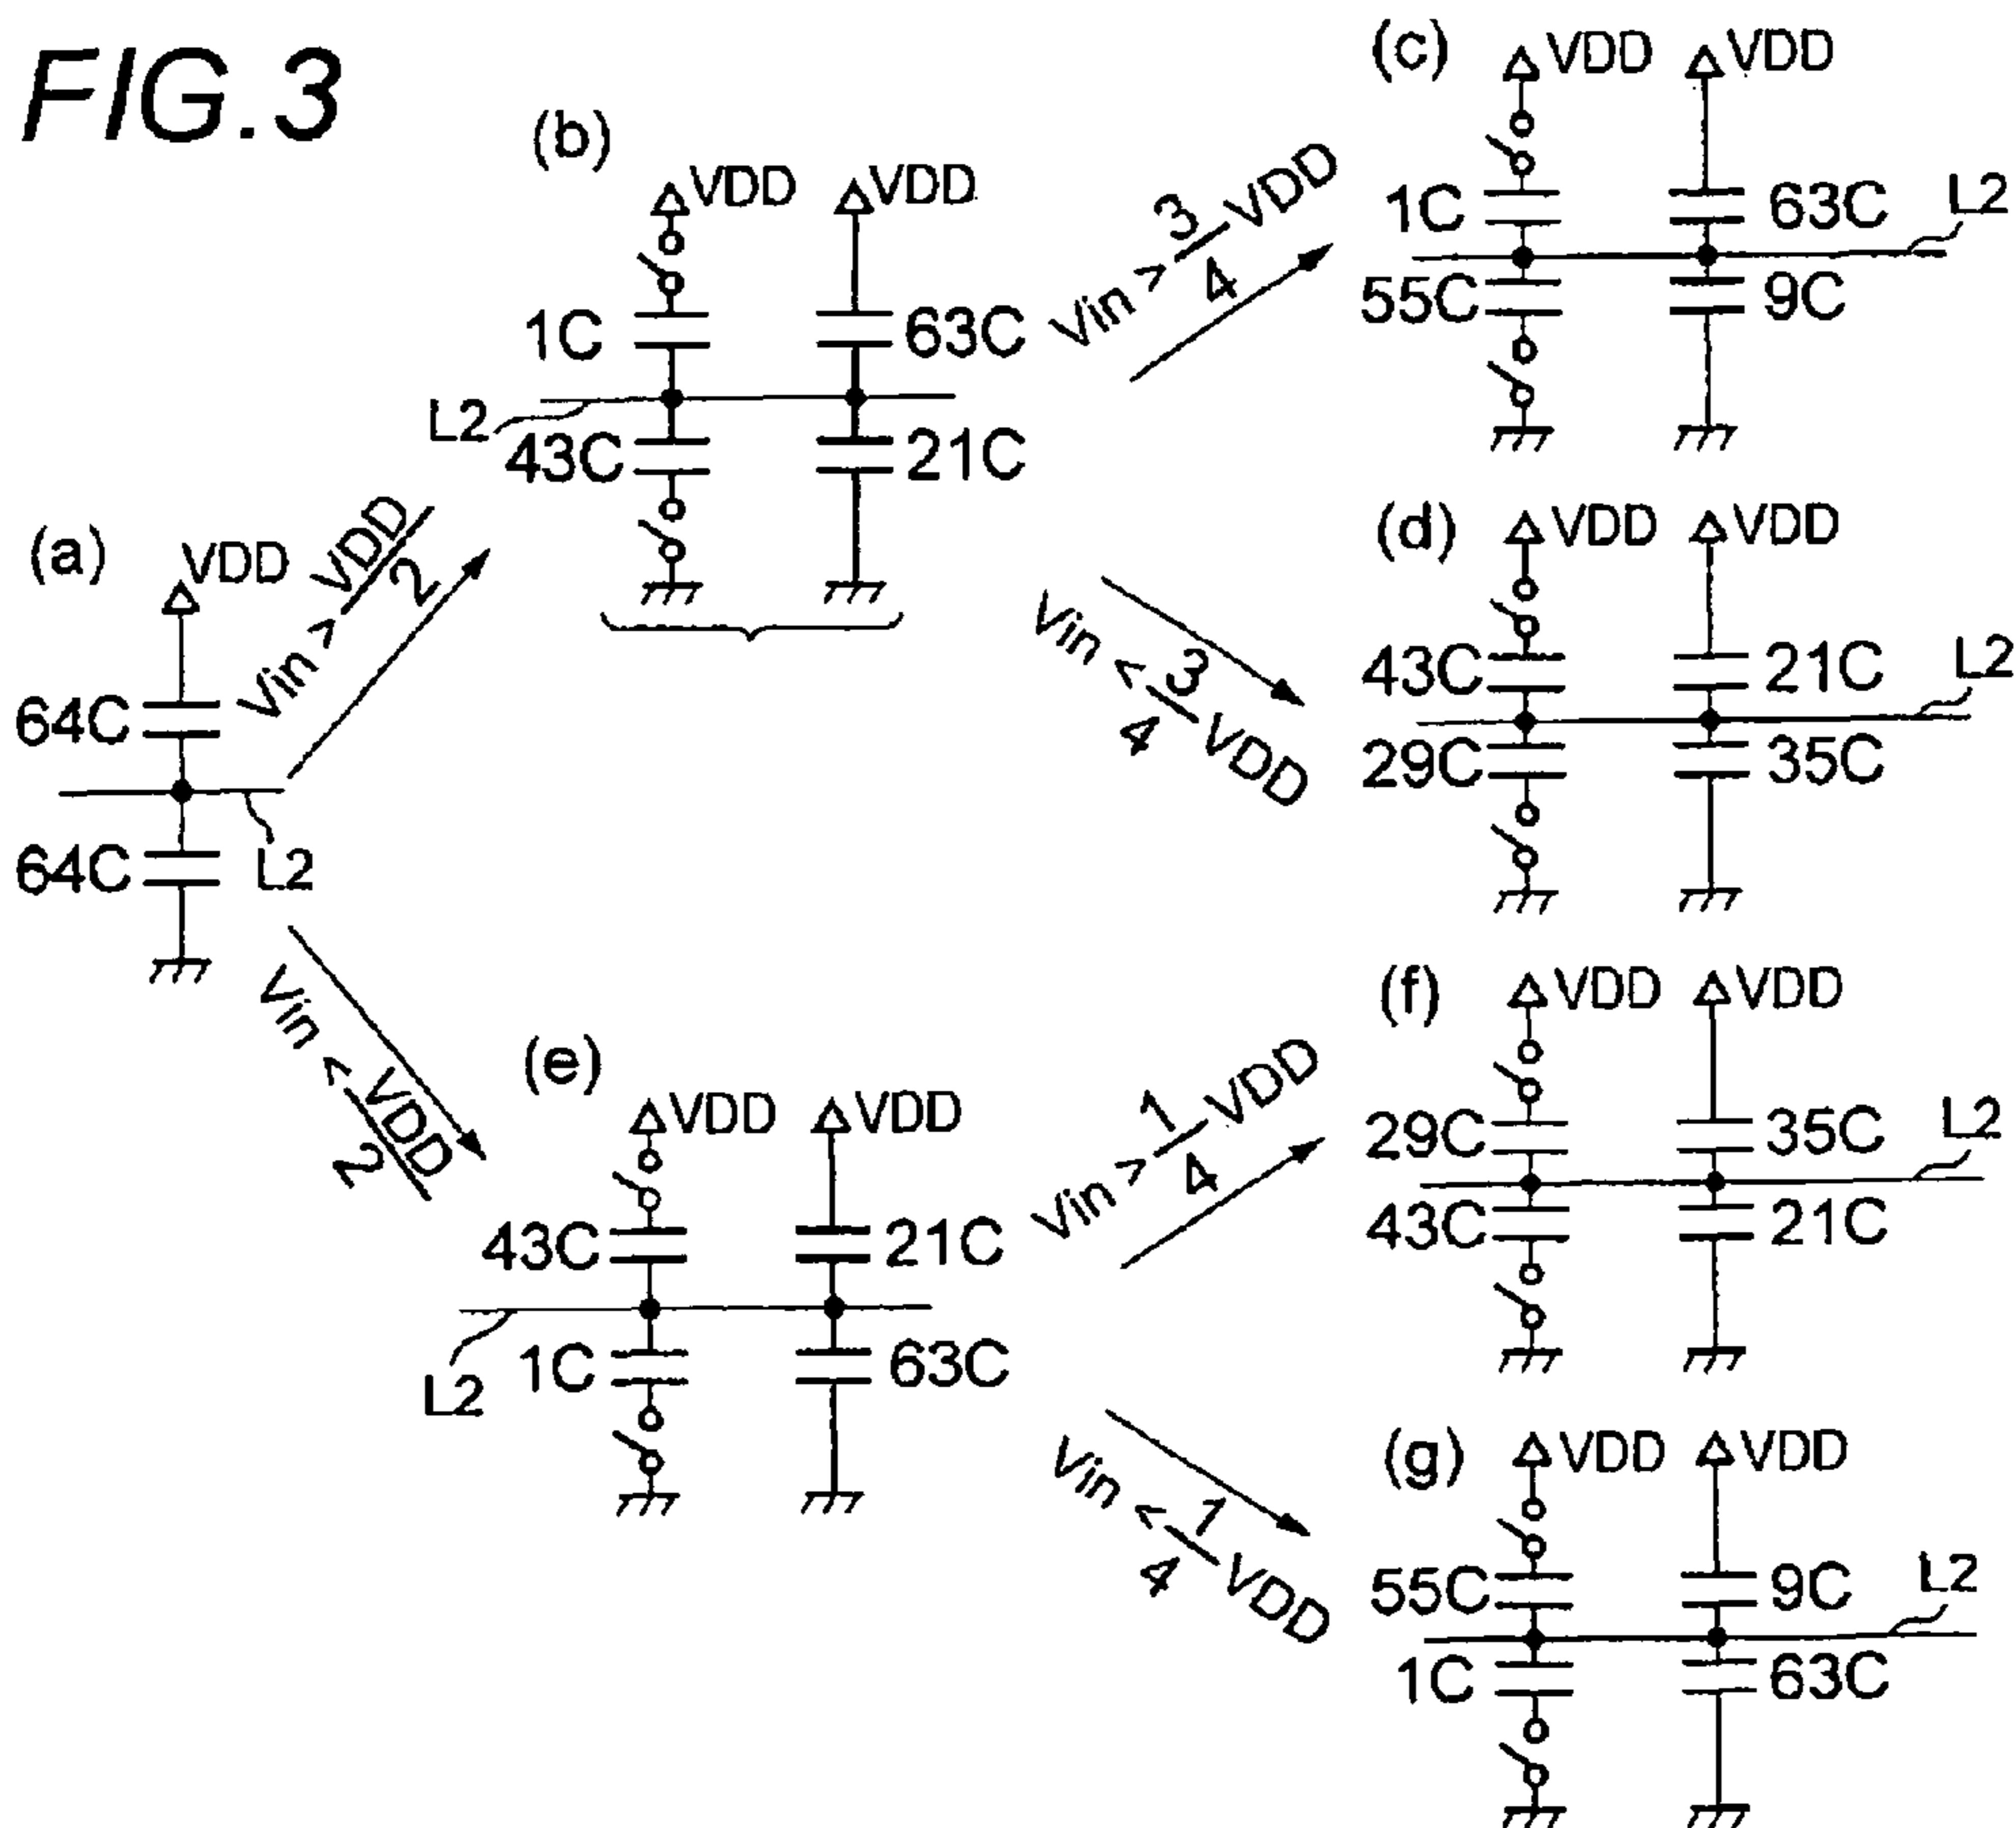 FIG.3
(a)
VDD
64C
64C
L2
Vin > VDD/2
Vin < VDD/2
(b)
VDD
VDD
1C
63C
L2
43C
21C
Vin > 3/4 VDD
Vin < 3/4 VDD
(c)
VDD
VDD
1C
63C
L2
55C
9C
(d)
VDD
VDD
43C
21C
L2
29C
35C
(e)
VDD
VDD
43C
21C
1C
63C
L2
Vin > 1/4 VDD
Vin < 1/4 VDD
(f)
VDD
VDD
29C
35C
L2
43C
21C
(g)
VDD
VDD
55C
9C
L2
1C
63C